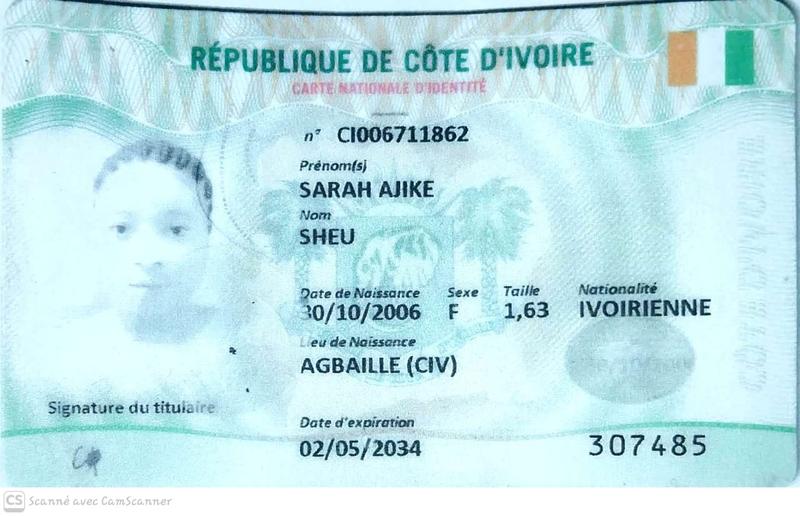 RÉPUBLIQUE DE CÔTE D'IVOIRE
CARTE NATIONALE D'IDENTITÉ
n° CI006711862
Prénom(s)
SARAH AJIKE
Nom
SHEU
Date de Naissance Sexe Taille Nationalité
30/10/2006 F 1,63 IVOIRIENNE
Lieu de Naissance
AGBAILLE (CIV)
Signature du titulaire
Date d'expiration
02/05/2034
307485
CS Scanné avec CamScanner